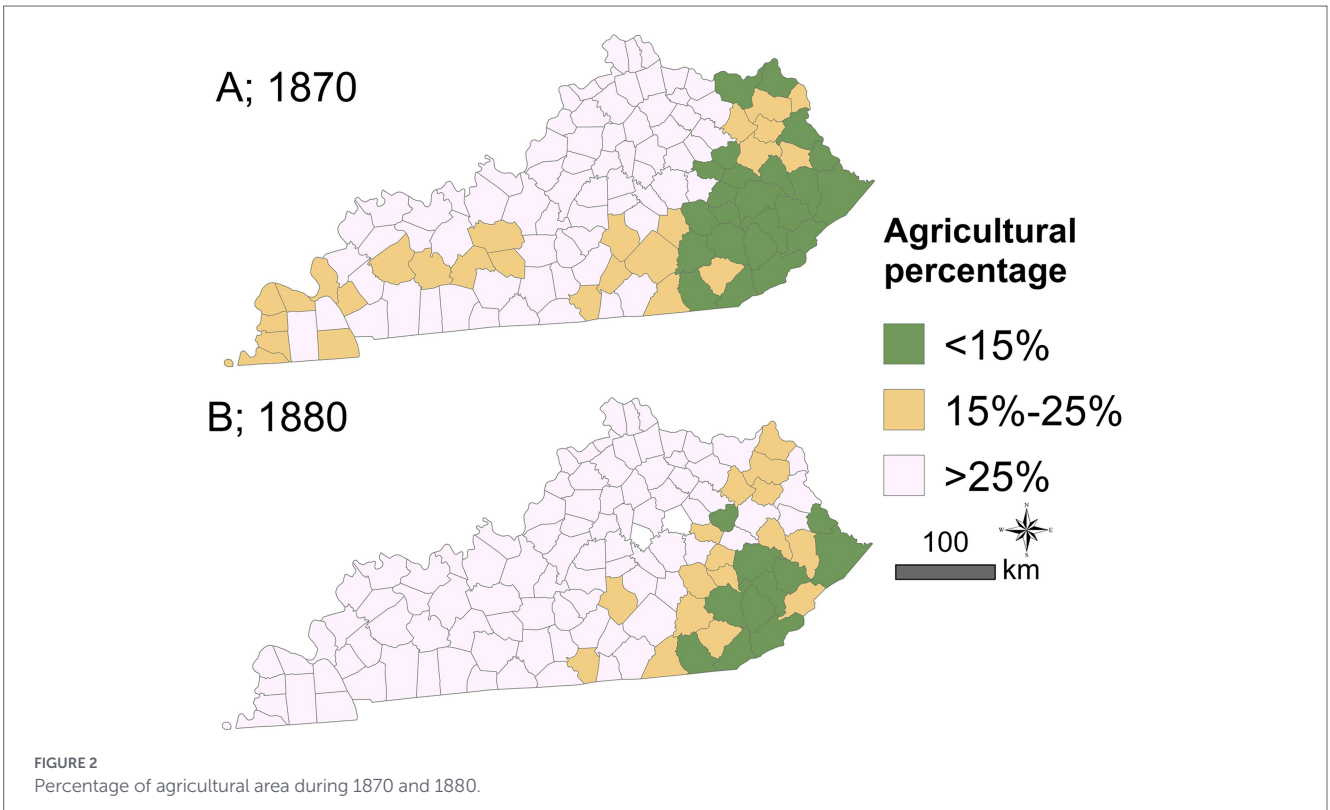 A; 1870
Agricultural
percentage
<15%
B; 1880
15%-25%
>25%
N
W
E
S
100
km
FIGURE 2
Percentage of agricultural area during 1870 and 1880.